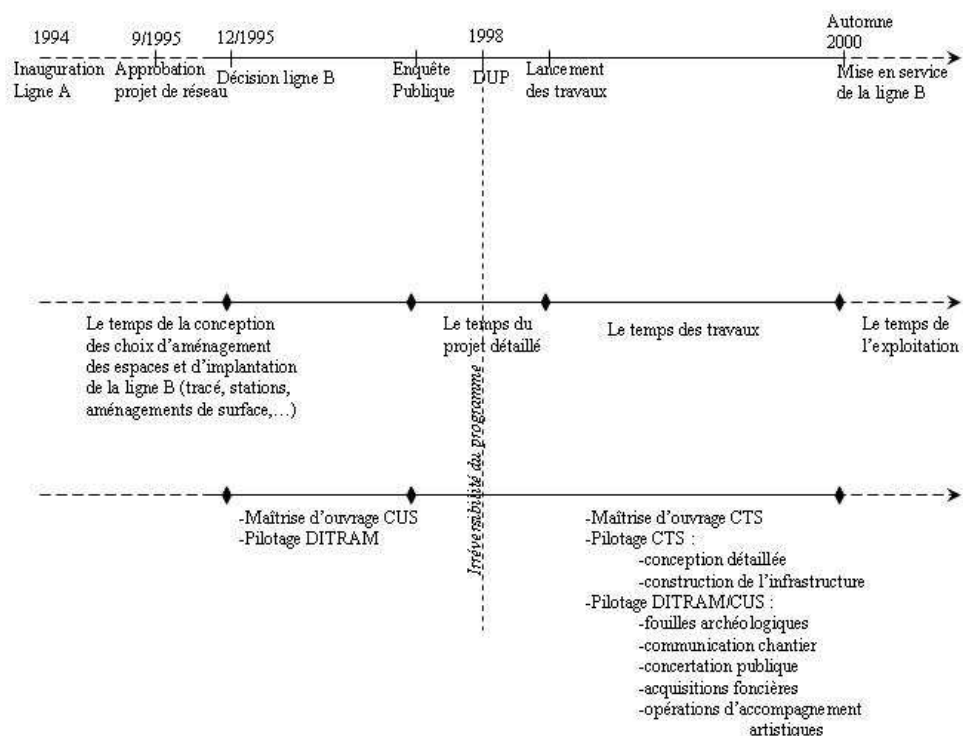 1994
9/1995
12/1995
1998
Automne
2000
Inauguration
Ligne A
Approbation
projet de réseau
Décision ligne B
Enquête
Publique
DUP
Lancement
des travaux
Mise en service
de la ligne B
Le temps de la conception
des choix d’aménagement
des espaces et d’implantation
de la ligne B (tracé, stations,
aménagements de surface,…)
Le temps du
projet détaillé
Le temps des travaux
Le temps de
l’exploitation
Irréversibilité du programme
-Maîtrise d’ouvrage CUS
-Pilotage DITRAM
-Maîtrise d’ouvrage CTS
-Pilotage CTS :
-conception détaillée
-construction de l’infrastructure
-Pilotage DITRAM/CUS :
-fouilles archéologiques
-communication chantier
-concertation publique
-acquisitions foncières
-opérations d’accompagnement
artistiques